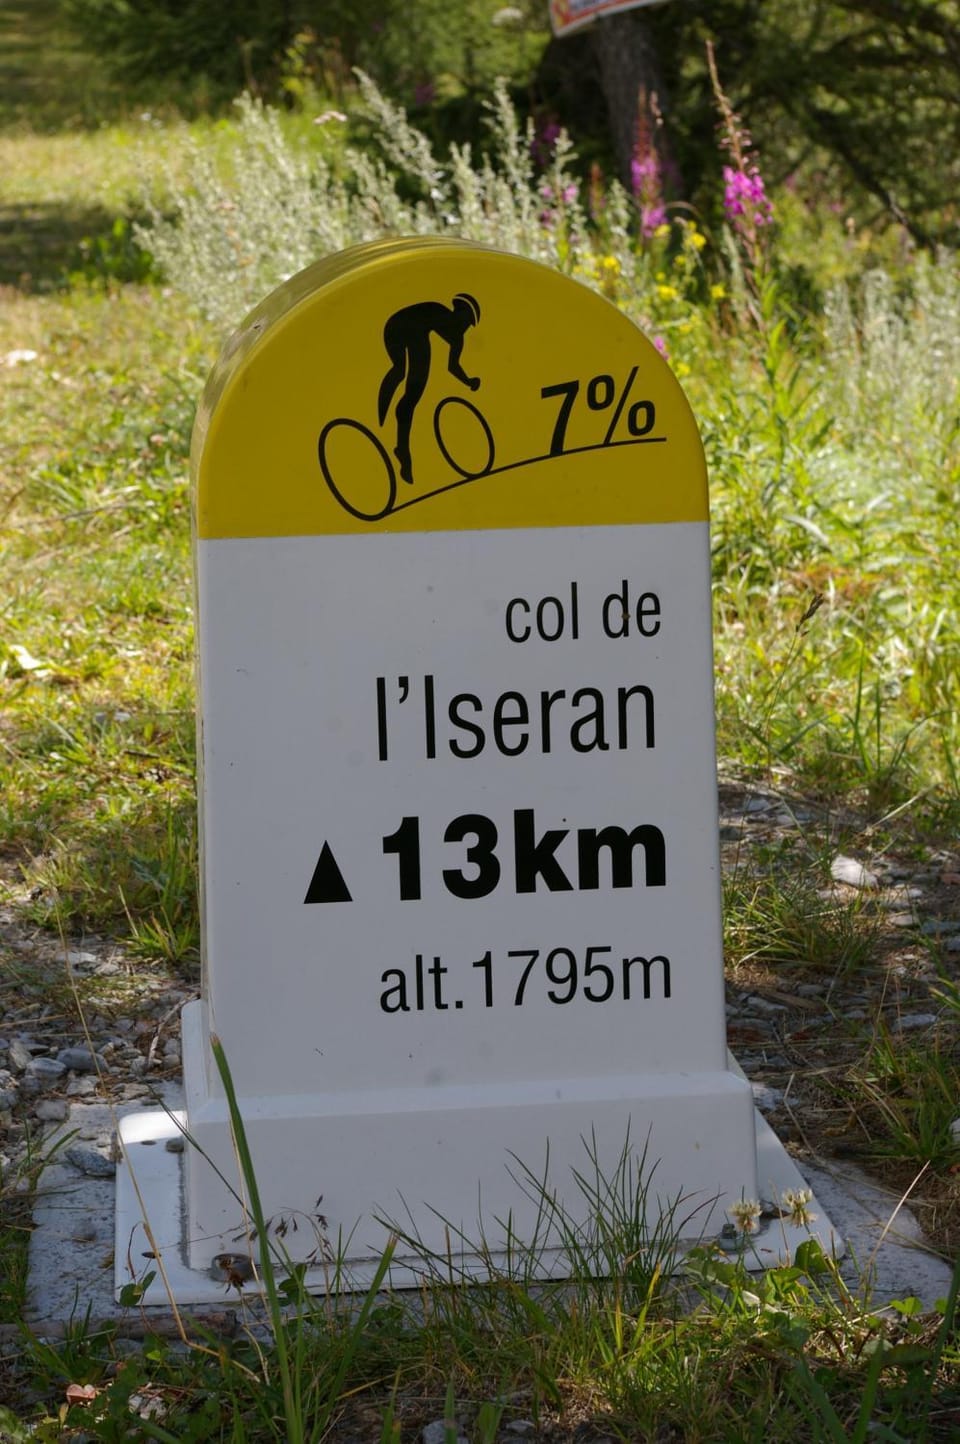 7%
col de
l'Iseran
▲ 13km
alt.1795m